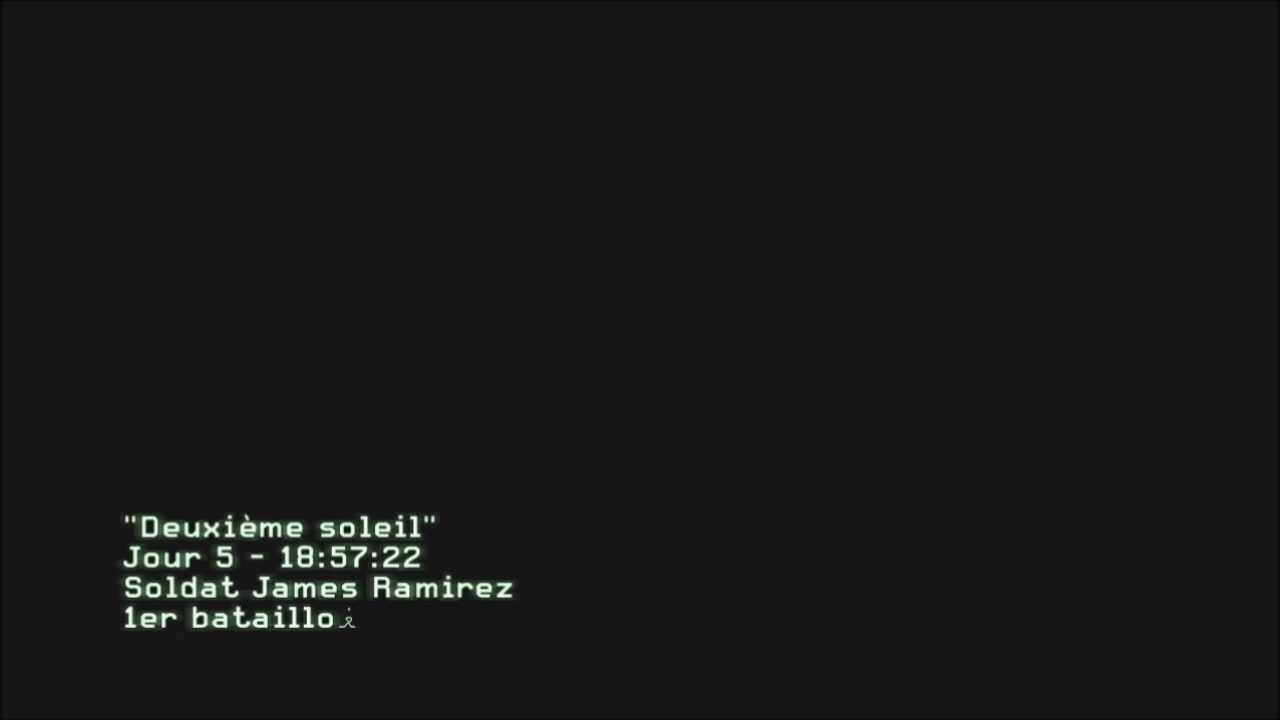 "Deuxième soleil"
Jour 5 - 18:57:22
Soldat James Ramirez
1er bataillo